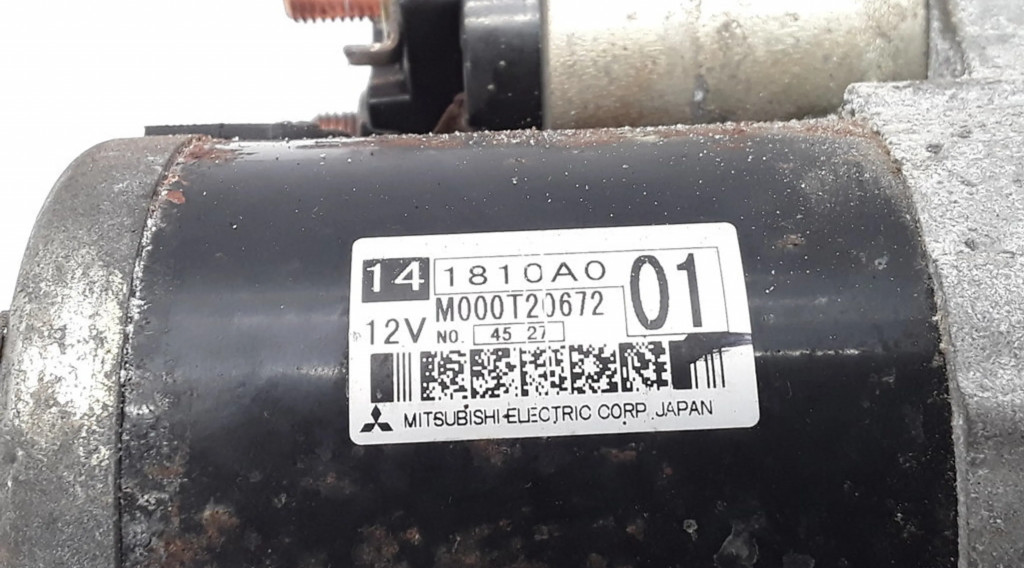 14 1810A0 01
M000T20672
12V NO. 45 27
MITSUBISHI ELECTRIC CORP. JAPAN